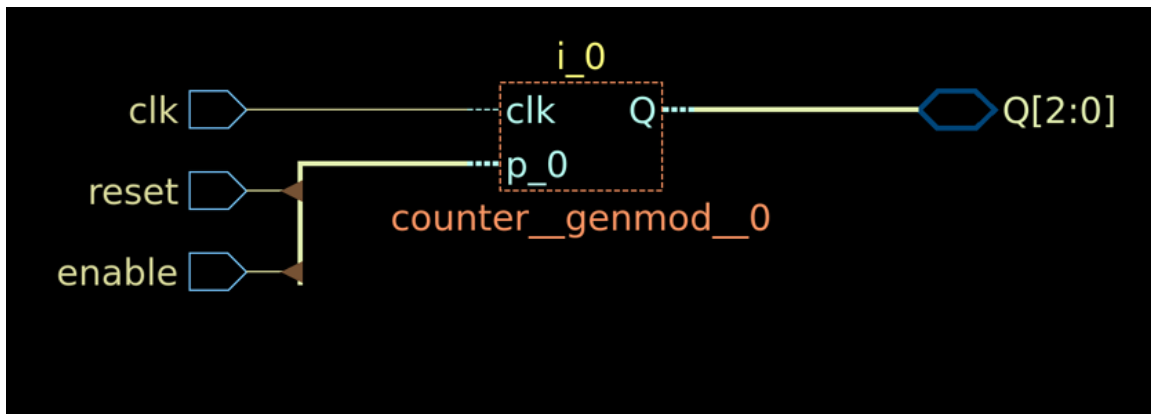 i_0
clk
clk Q
Q[2:0]
p_0
reset
counter__genmod__0
enable